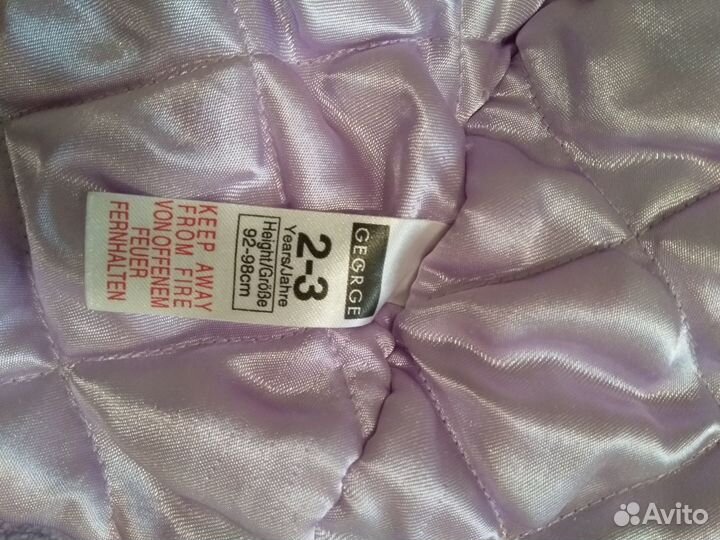 GEORGE
2-3
Years/Jahre
Height/Größe
92-98cm
KEEP AWAY
FROM FIRE
VON OFFENEM
FEUER
FERNHALTEN
Avito